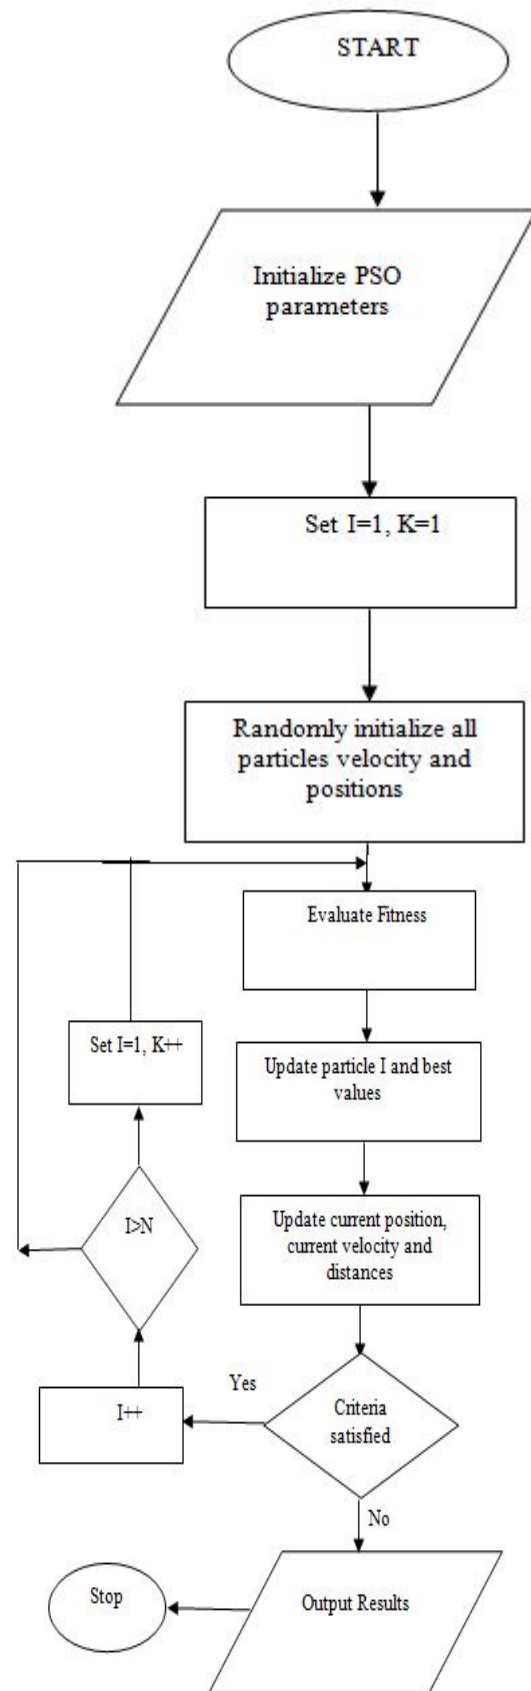 START
Initialize PSO
parameters
Set I=1, K=1
Randomly initialize all
particles velocity and
positions
Evaluate Fitness
Set I=1, K++
Update particle I and best
values
I>N
Update current position,
current velocity and
distances
Yes
I++
Criteria
satisfied
No
Stop
Output Results